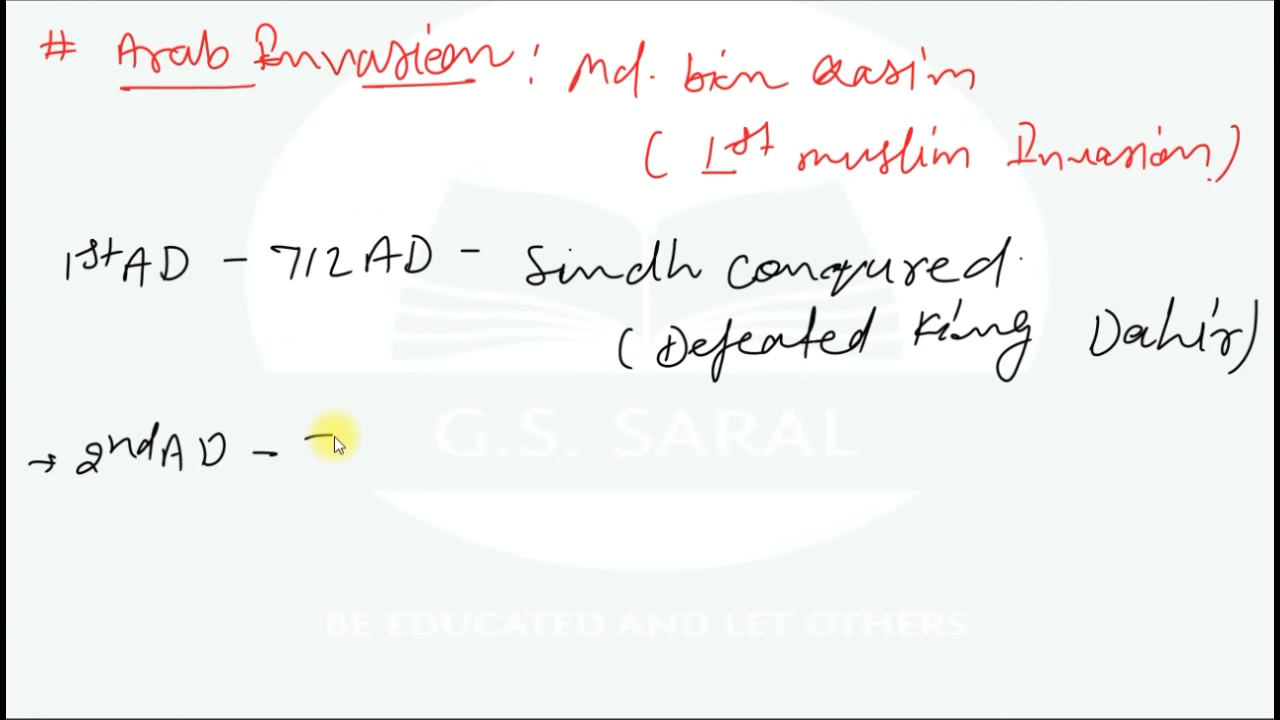 # Arab Invasion : Md. bin Qasim
( 1st muslim Invasion )
1st AD - 712 AD - Sindh conqured.
( Defeated King Dahir )
→ 2nd AD - 
G.S. SARAL
BE EDUCATED AND LET OTHERS